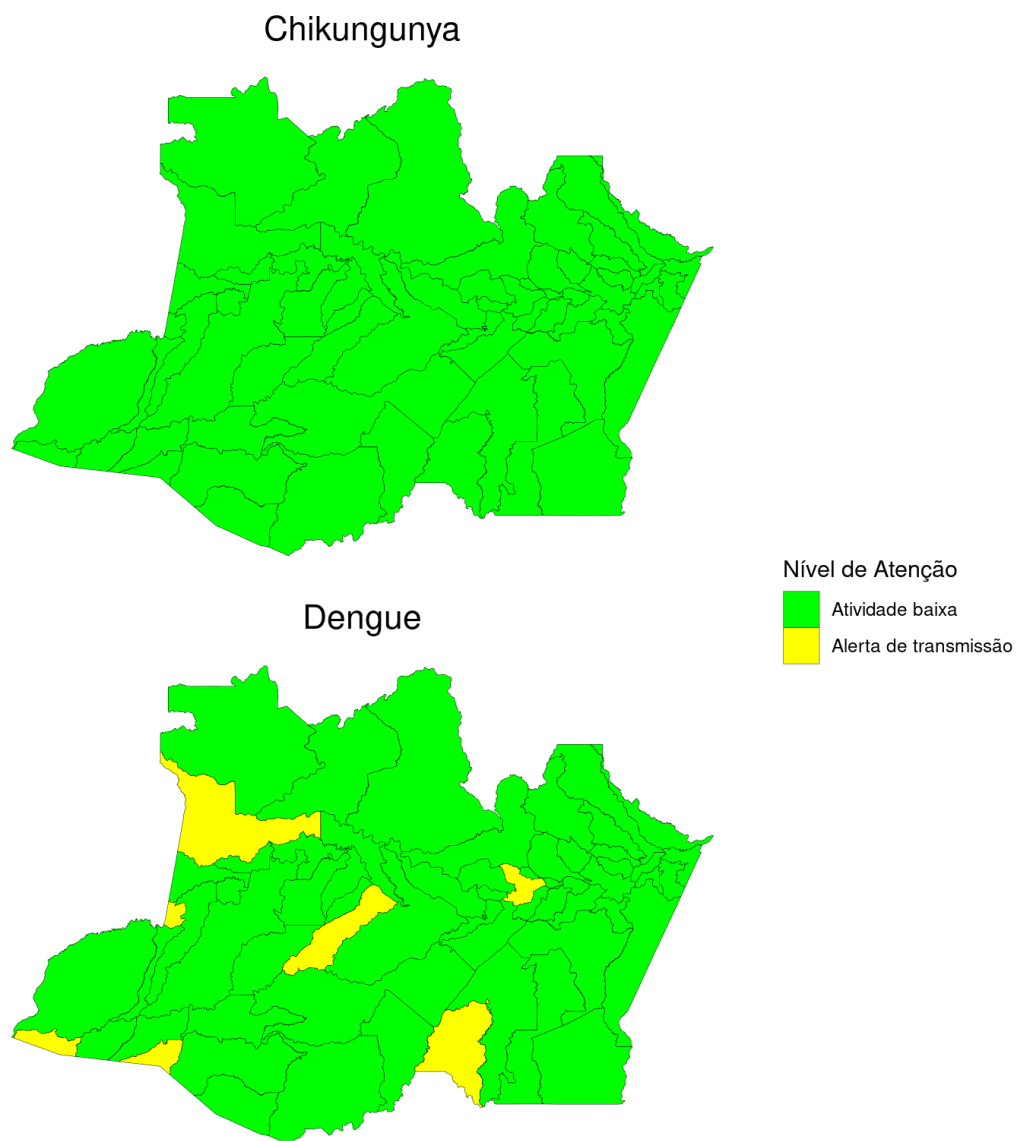 Chikungunya
Nível de Atenção
Atividade baixa
Alerta de transmissão
Dengue